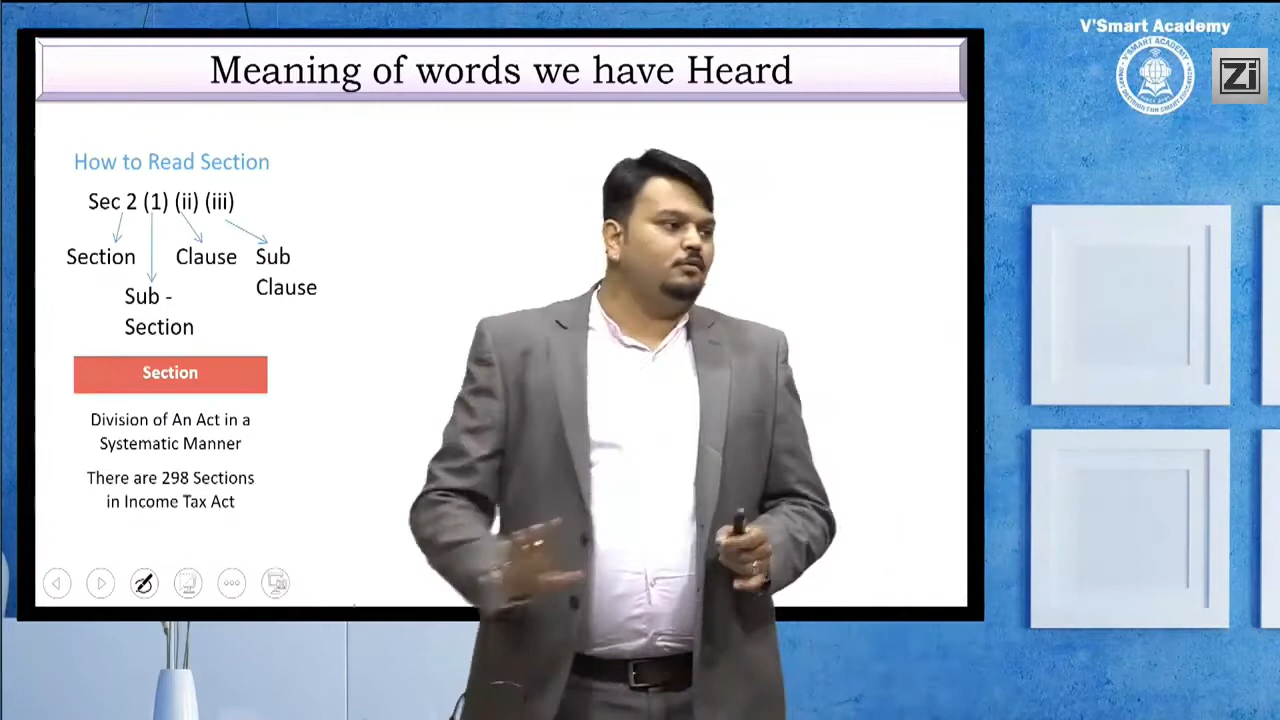 V'Smart Academy
Zi
Meaning of words we have Heard
How to Read Section
Sec 2 (1) (ii) (iii)
Section
Clause
Sub
Clause
Sub -
Section
Section
Division of An Act in a
Systematic Manner
There are 298 Sections
in Income Tax Act